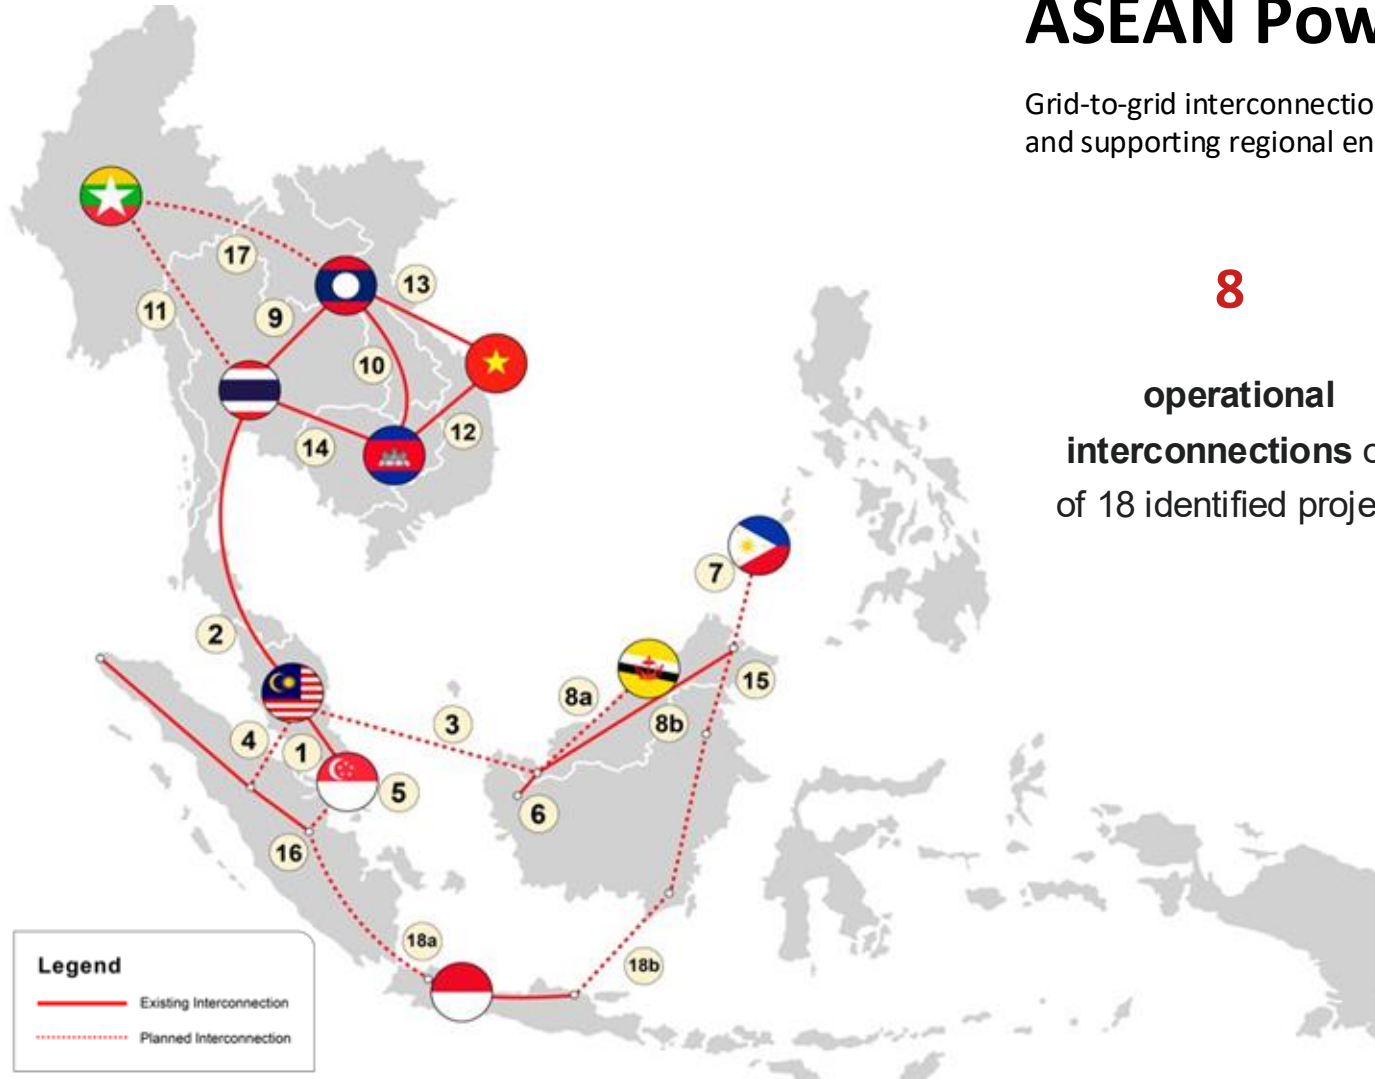 ASEAN Pow
Grid-to-grid interconnectio
and supporting regional en
8
operational
interconnections o
of 18 identified proje
17
13
11
9
10
12
14
2
7
15
8a
8b
3
4
1
5
6
16
18a
18b
Legend
Existing Interconnection
Planned Interconnection